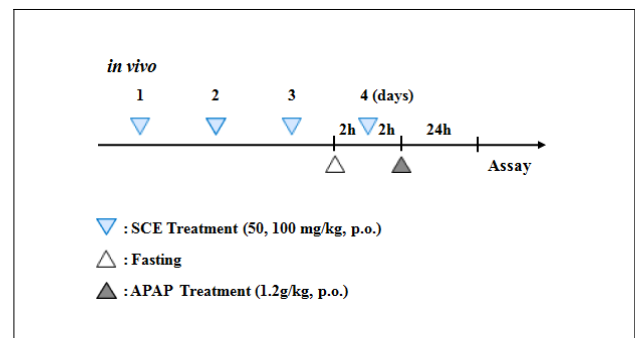 in vivo
1 2 3 4 (days)
2h 2h 24h
Assay
: SCE Treatment (50, 100 mg/kg, p.o.)
: Fasting
: APAP Treatment (1.2g/kg, p.o.)